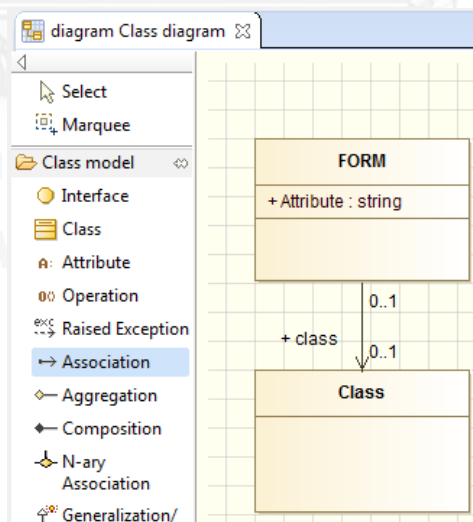 diagram Class diagram
Select
Marquee
Class model
Interface
Class
A: Attribute
Operation
exc Raised Exception
Association
Aggregation
Composition
N-ary
Association
Generalization/
FORM
+ Attribute : string
0..1
+ class
0..1
Class